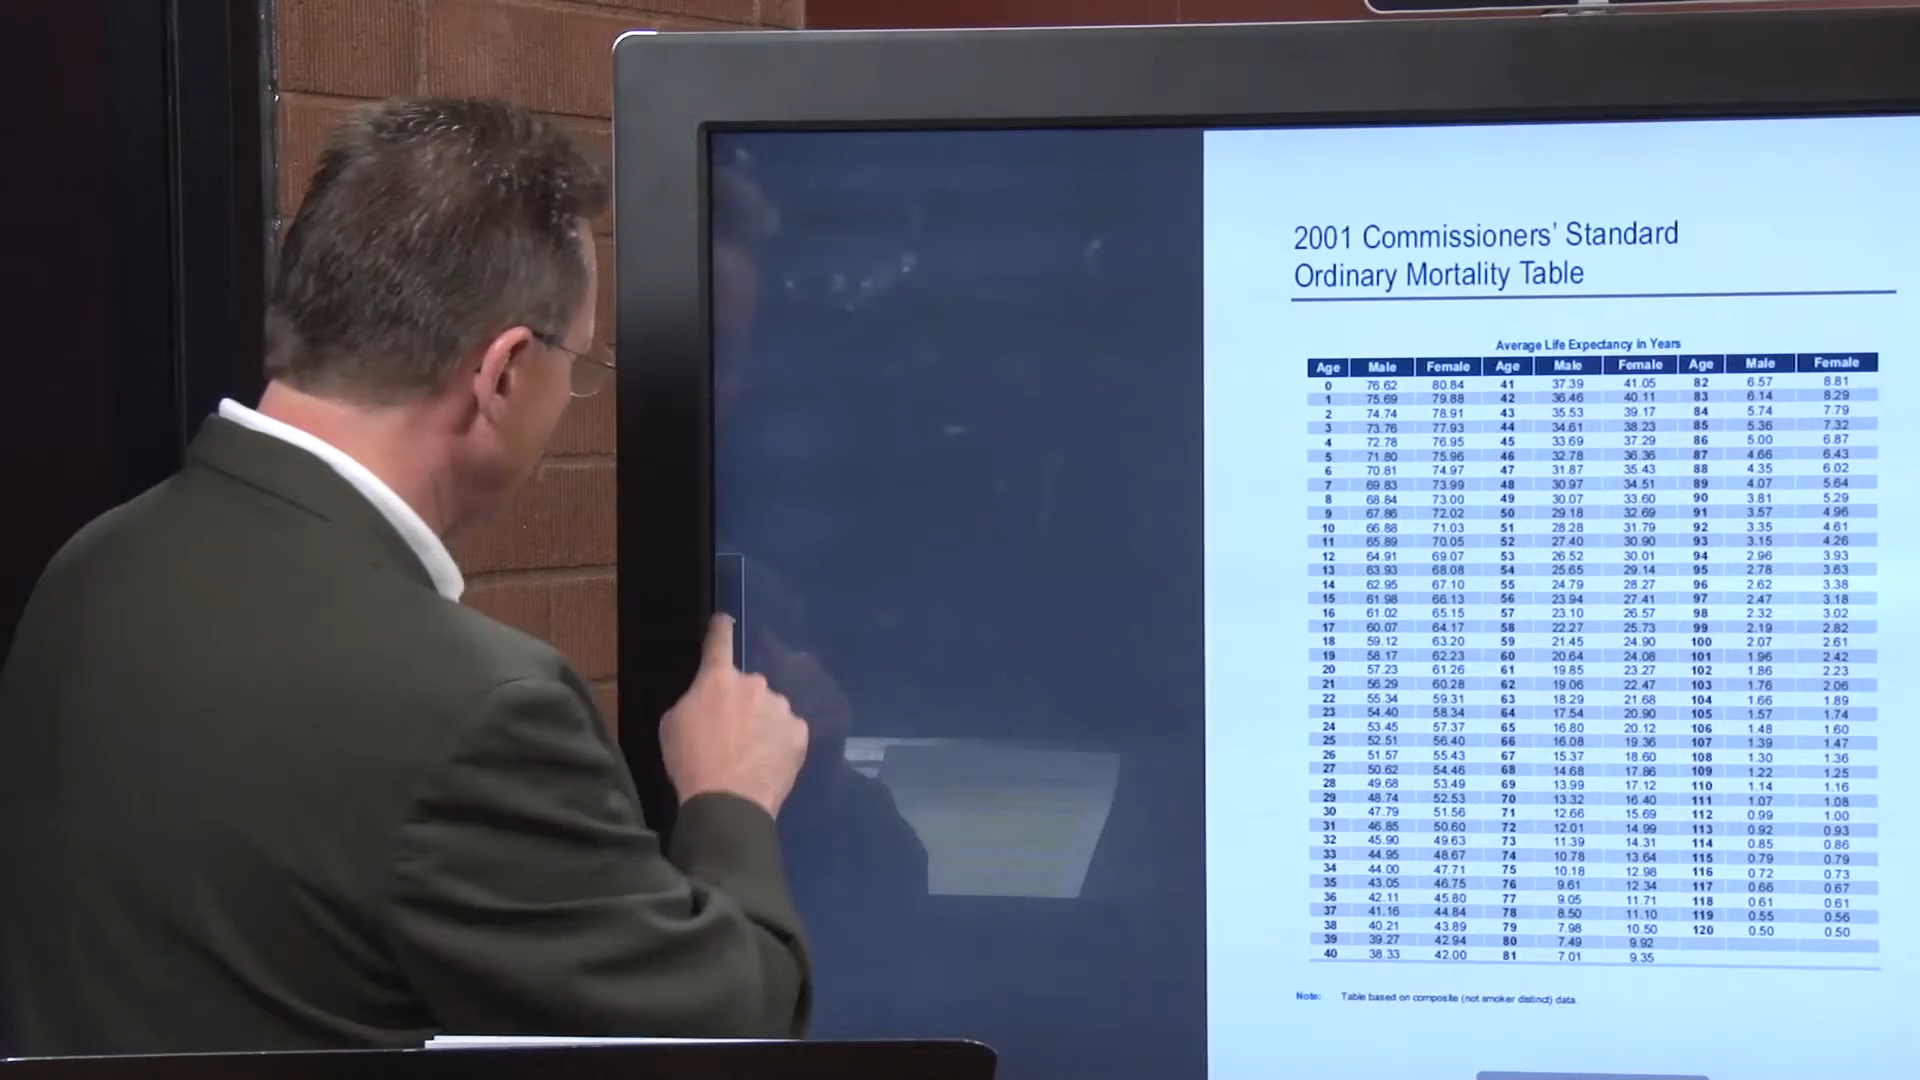 2001 Commissioners' Standard
Ordinary Mortality Table
Average Life Expectancy in Years
Age Male Female Age Male Female Age Male Female
0 76.62 80.84 41 37.39 41.05 82 6.57 8.81
1 75.69 79.88 42 36.46 40.11 83 6.14 8.29
2 74.74 78.91 43 35.53 39.17 84 5.74 7.79
3 73.76 77.93 44 34.61 38.23 85 5.36 7.32
4 72.78 76.95 45 33.69 37.29 86 5.00 6.87
5 71.80 75.96 46 32.78 36.36 87 4.66 6.43
6 70.81 74.97 47 31.87 35.43 88 4.35 6.02
7 69.83 73.99 48 30.97 34.51 89 4.07 5.64
8 68.84 73.00 49 30.07 33.60 90 3.81 5.29
9 67.86 72.02 50 29.18 32.69 91 3.57 4.96
10 66.88 71.03 51 28.28 31.79 92 3.35 4.61
11 65.89 70.05 52 27.40 30.90 93 3.15 4.26
12 64.91 69.07 53 26.52 30.01 94 2.96 3.93
13 63.93 68.08 54 25.65 29.14 95 2.78 3.63
14 62.95 67.10 55 24.79 28.27 96 2.62 3.38
15 61.98 66.13 56 23.94 27.41 97 2.47 3.18
16 61.02 65.15 57 23.10 26.57 98 2.32 3.02
17 60.07 64.17 58 22.27 25.73 99 2.19 2.82
18 59.12 63.20 59 21.45 24.90 100 2.07 2.61
19 58.17 62.23 60 20.64 24.08 101 1.96 2.42
20 57.23 61.26 61 19.85 23.27 102 1.86 2.23
21 56.29 60.28 62 19.06 22.47 103 1.76 2.06
22 55.34 59.31 63 18.29 21.68 104 1.66 1.89
23 54.40 58.34 64 17.54 20.90 105 1.57 1.74
24 53.45 57.37 65 16.80 20.12 106 1.48 1.60
25 52.51 56.40 66 16.08 19.36 107 1.39 1.47
26 51.57 55.43 67 15.37 18.60 108 1.30 1.36
27 50.62 54.46 68 14.68 17.86 109 1.22 1.25
28 49.68 53.49 69 13.99 17.12 110 1.14 1.16
29 48.74 52.53 70 13.32 16.40 111 1.07 1.08
30 47.79 51.56 71 12.66 15.69 112 0.99 1.00
31 46.85 50.60 72 12.01 14.99 113 0.92 0.93
32 45.90 49.63 73 11.39 14.31 114 0.85 0.86
33 44.95 48.67 74 10.78 13.64 115 0.79 0.79
34 44.00 47.71 75 10.18 12.98 116 0.72 0.73
35 43.05 46.75 76 9.61 12.34 117 0.66 0.67
36 42.11 45.80 77 9.05 11.71 118 0.61 0.61
37 41.16 44.84 78 8.50 11.10 119 0.55 0.56
38 40.21 43.89 79 7.98 10.50 120 0.50 0.50
39 39.27 42.94 80 7.49 9.92
40 38.33 42.00 81 7.01 9.35
Note: Table based on composite (not smoker distinct) data.